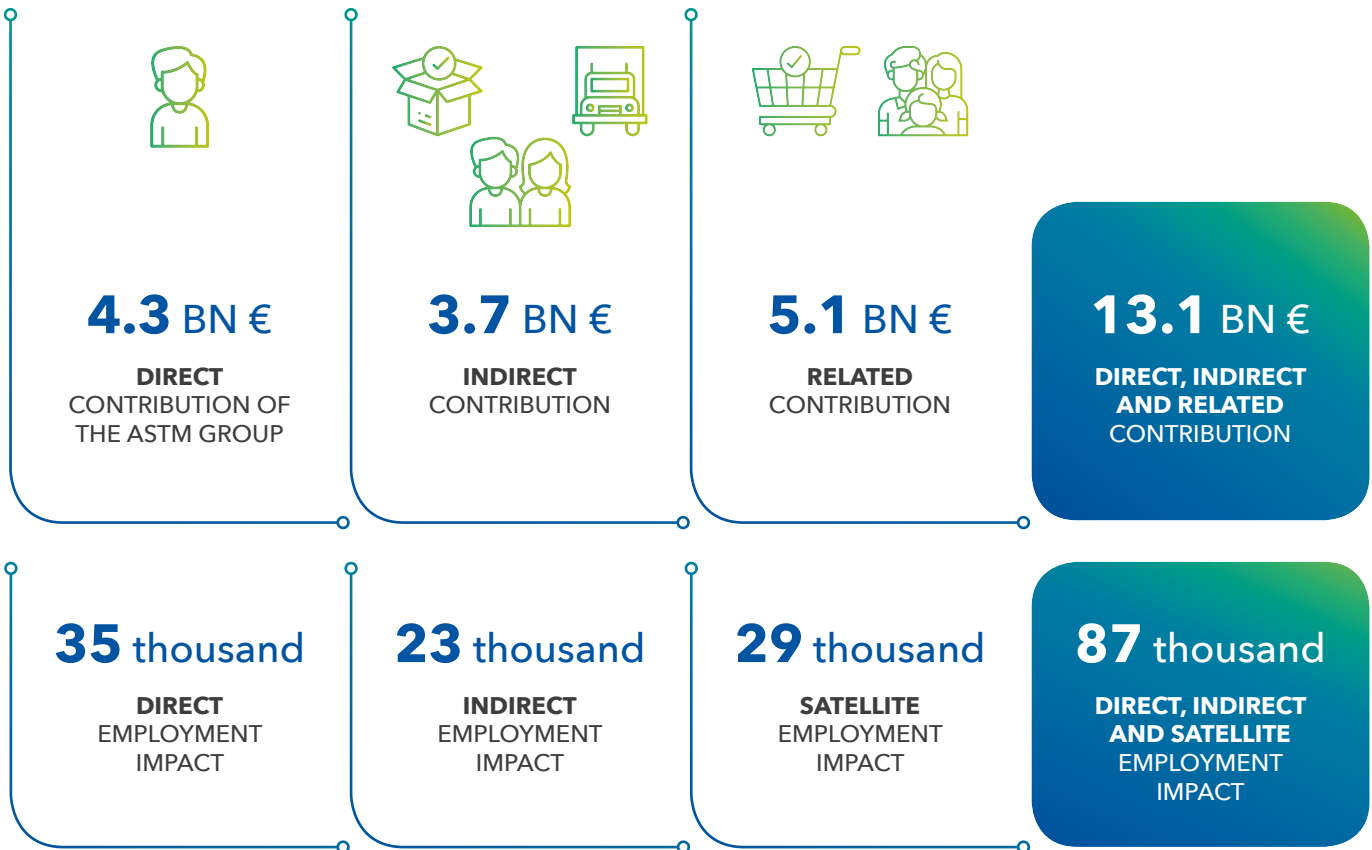 4.3 BN €
DIRECT
CONTRIBUTION OF
THE ASTM GROUP
3.7 BN €
INDIRECT
CONTRIBUTION
5.1 BN €
RELATED
CONTRIBUTION
13.1 BN €
DIRECT, INDIRECT
AND RELATED
CONTRIBUTION
35 thousand
DIRECT
EMPLOYMENT
IMPACT
23 thousand
INDIRECT
EMPLOYMENT
IMPACT
29 thousand
SATELLITE
EMPLOYMENT
IMPACT
87 thousand
DIRECT, INDIRECT
AND SATELLITE
EMPLOYMENT
IMPACT